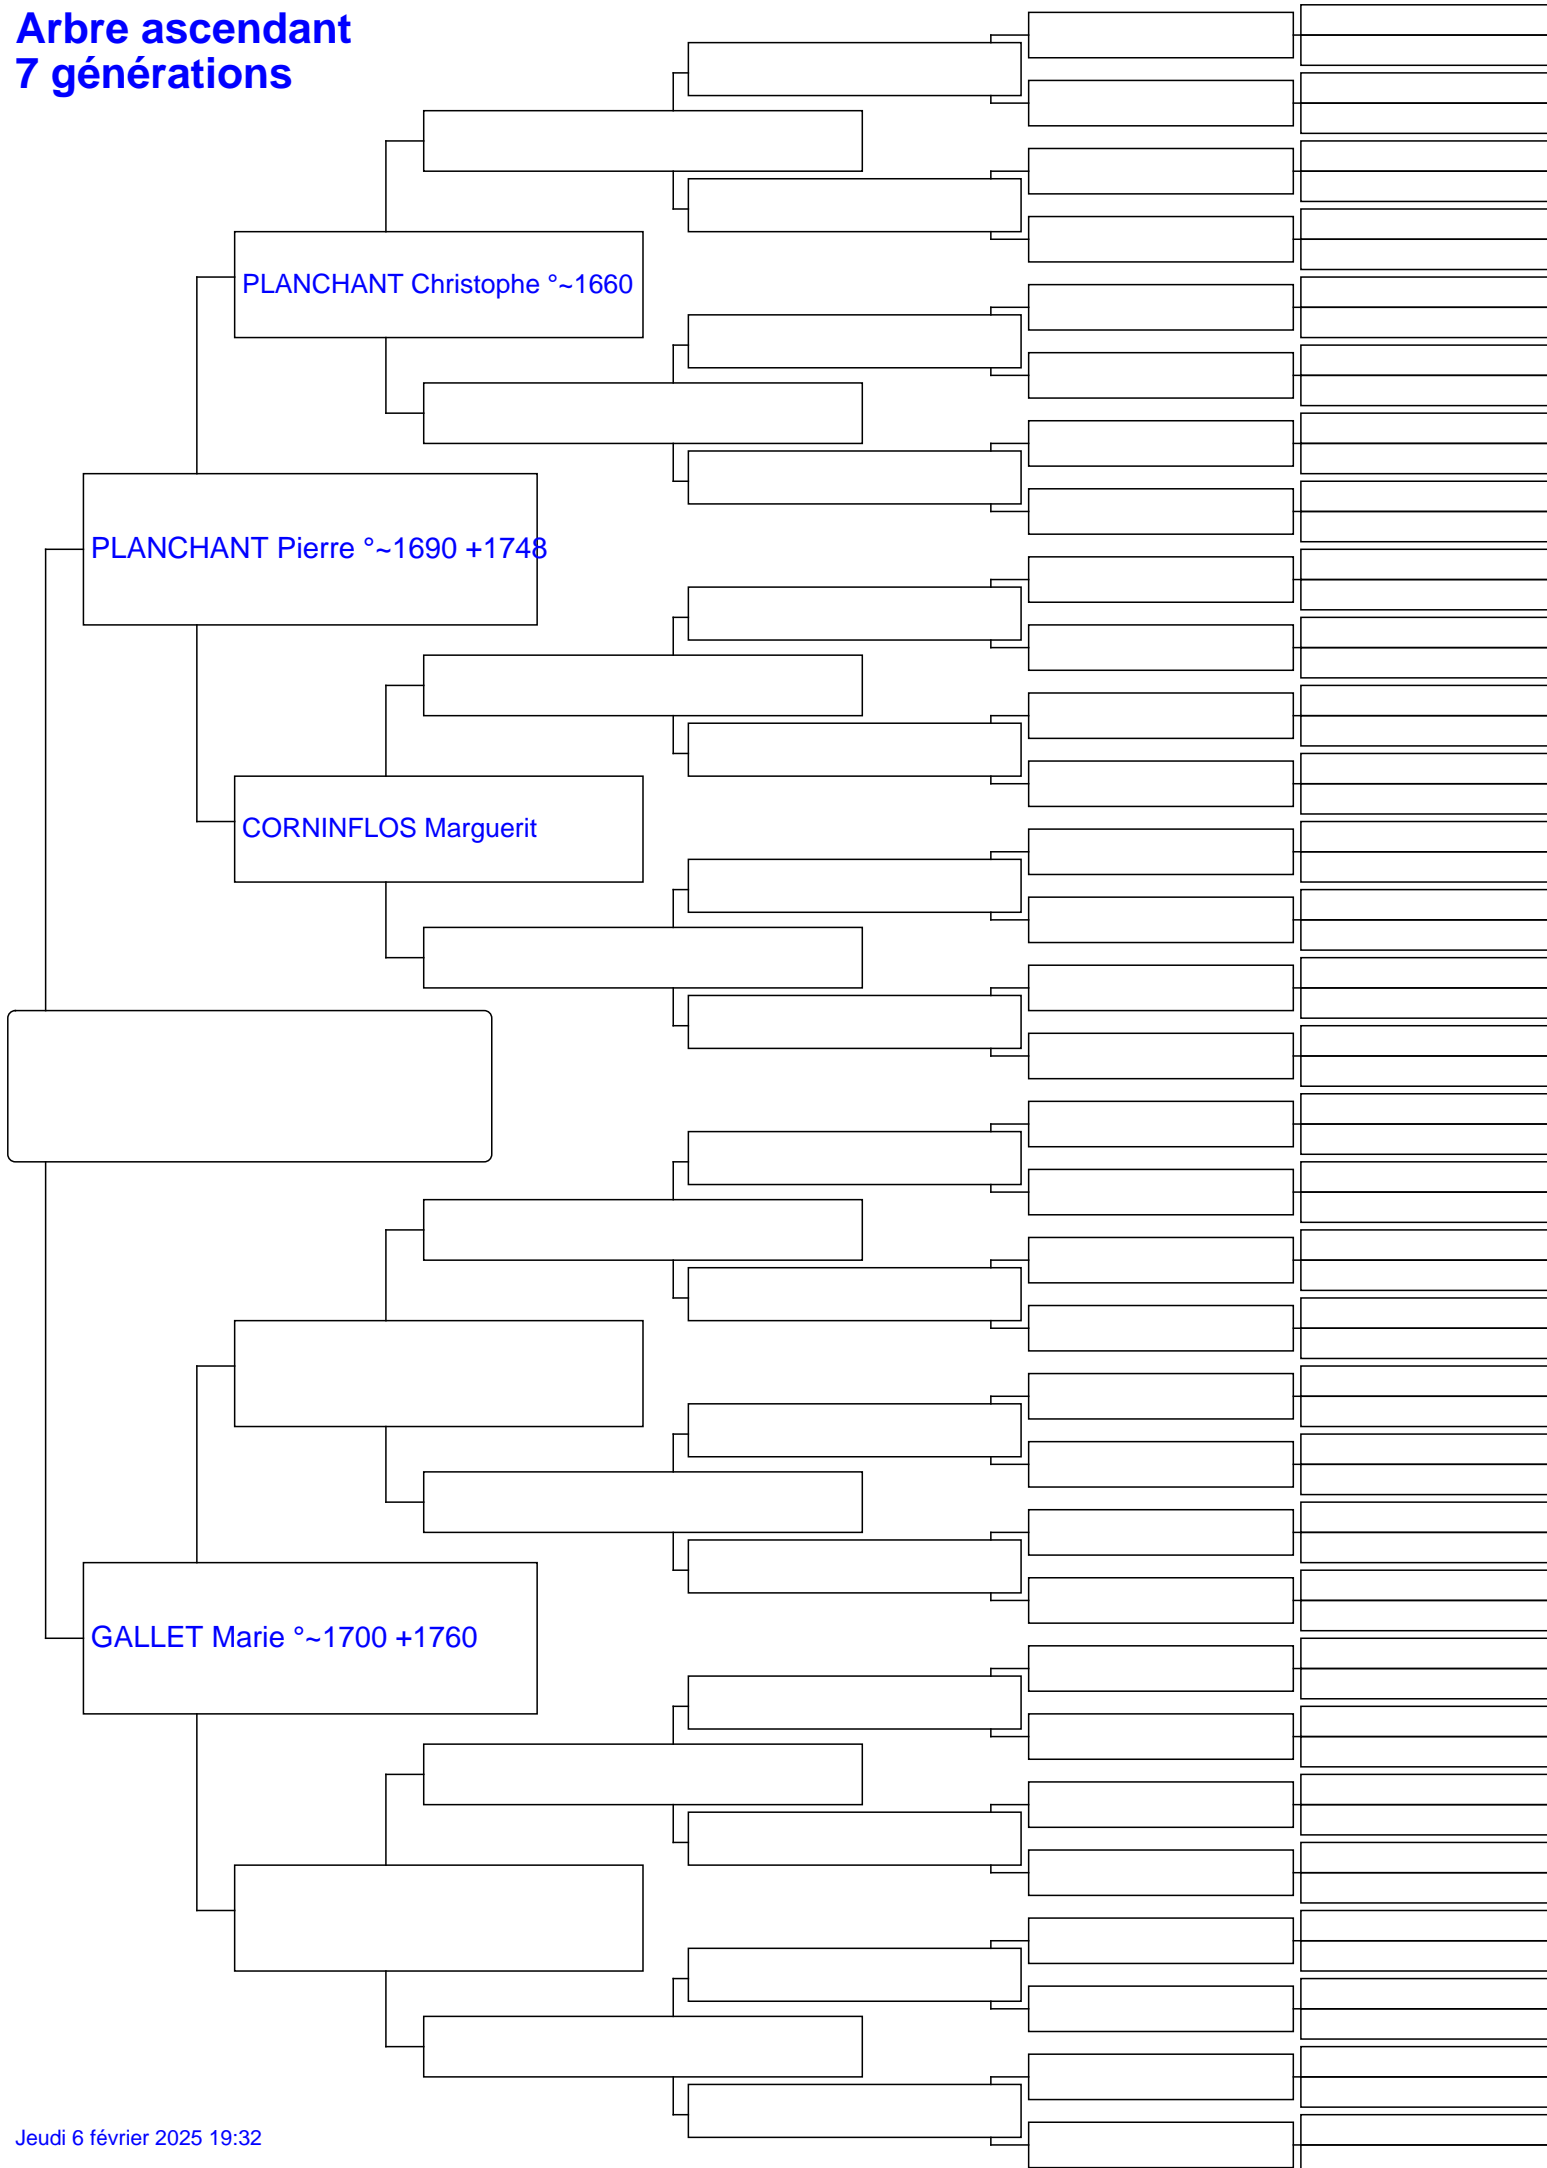 Arbre ascendant
7 générations
PLANCHANT Christophe °~1660
PLANCHANT Pierre °~1690 +1748
CORNINFLOS Marguerit
GALLET Marie °~1700 +1760
Jeudi 6 février 2025 19:32